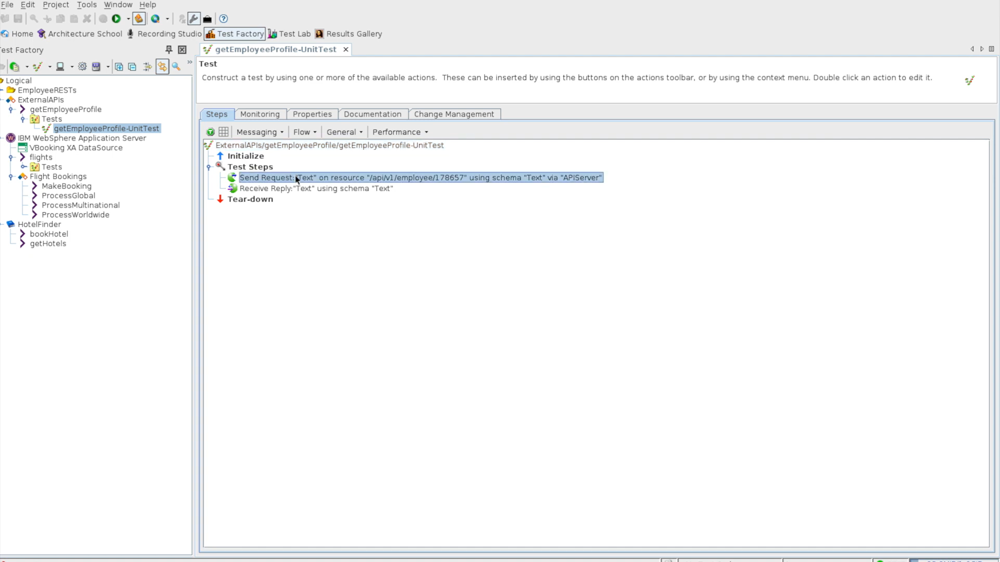 File Edit Project Tools Window Help
Home Architecture School Recording Studio Test Factory Test Lab Results Gallery
est Factory
getEmployeeProfile-UnitTest
Test
Construct a test by using one or more of the available actions. These can be inserted by using the buttons on the actions toolbar, or by using the context menu. Double click an action to edit it.
Logical
EmployeeRESTs
ExternalAPIs
getEmployeeProfile
Tests
getEmployeeProfile-UnitTest
IBM WebSphere Application Server
VBooking XA DataSource
flights
Tests
Flight Bookings
MakeBooking
ProcessGlobal
ProcessMultinational
ProcessWorldwide
HotelFinder
bookHotel
getHotels
Steps Monitoring Properties Documentation Change Management
Messaging Flow General Performance
ExternalAPIs/getEmployeeProfile/getEmployeeProfile-UnitTest
Initialize
Test Steps
Send Request:"Text" on resource "/api/v1/employee/178657" using schema "Text" via "APIServer"
Receive Reply:"Text" using schema "Text"
Tear-down